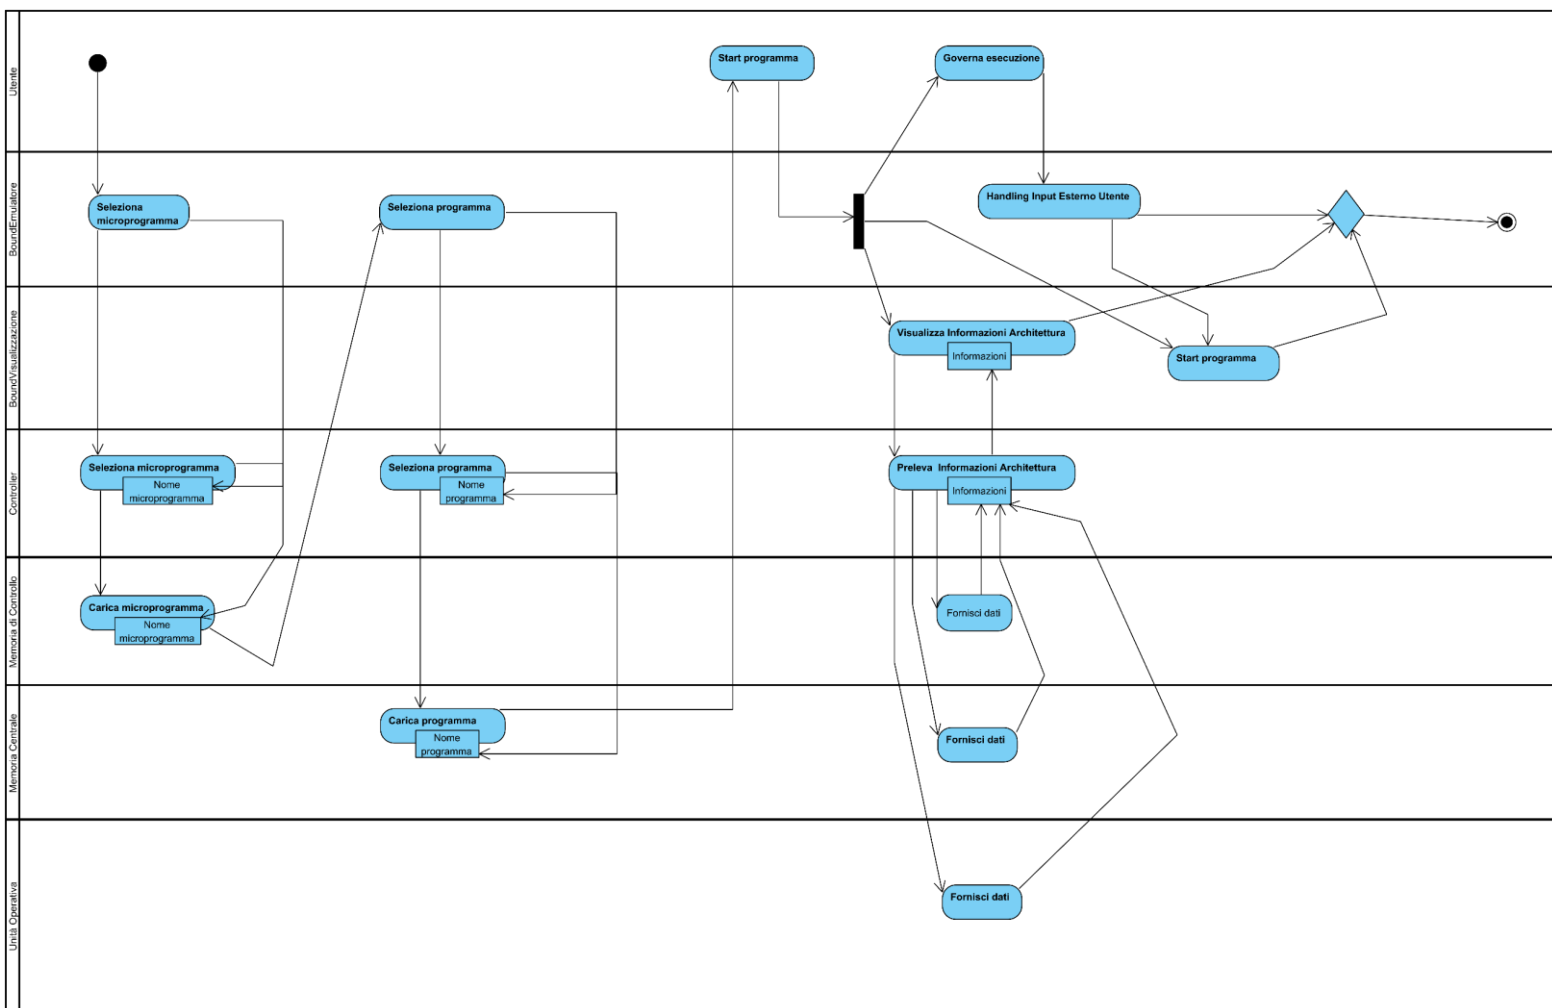 Utente
Start programma
Governa esecuzione
BoundEmulatore
Seleziona
microprogramma
Seleziona programma
Handling Input Esterno Utente
BoundVisualizzazione
Visualizza Informazioni Architettura
Informazioni
Start programma
Controller
Seleziona microprogramma
Nome
microprogramma
Seleziona programma
Nome
programma
Preleva Informazioni Architettura
Informazioni
Memoria di Controllo
Carica microprogramma
Nome
microprogramma
Fornisci dati
Memoria Centrale
Carica programma
Nome
programma
Fornisci dati
Unità Operativa
Fornisci dati